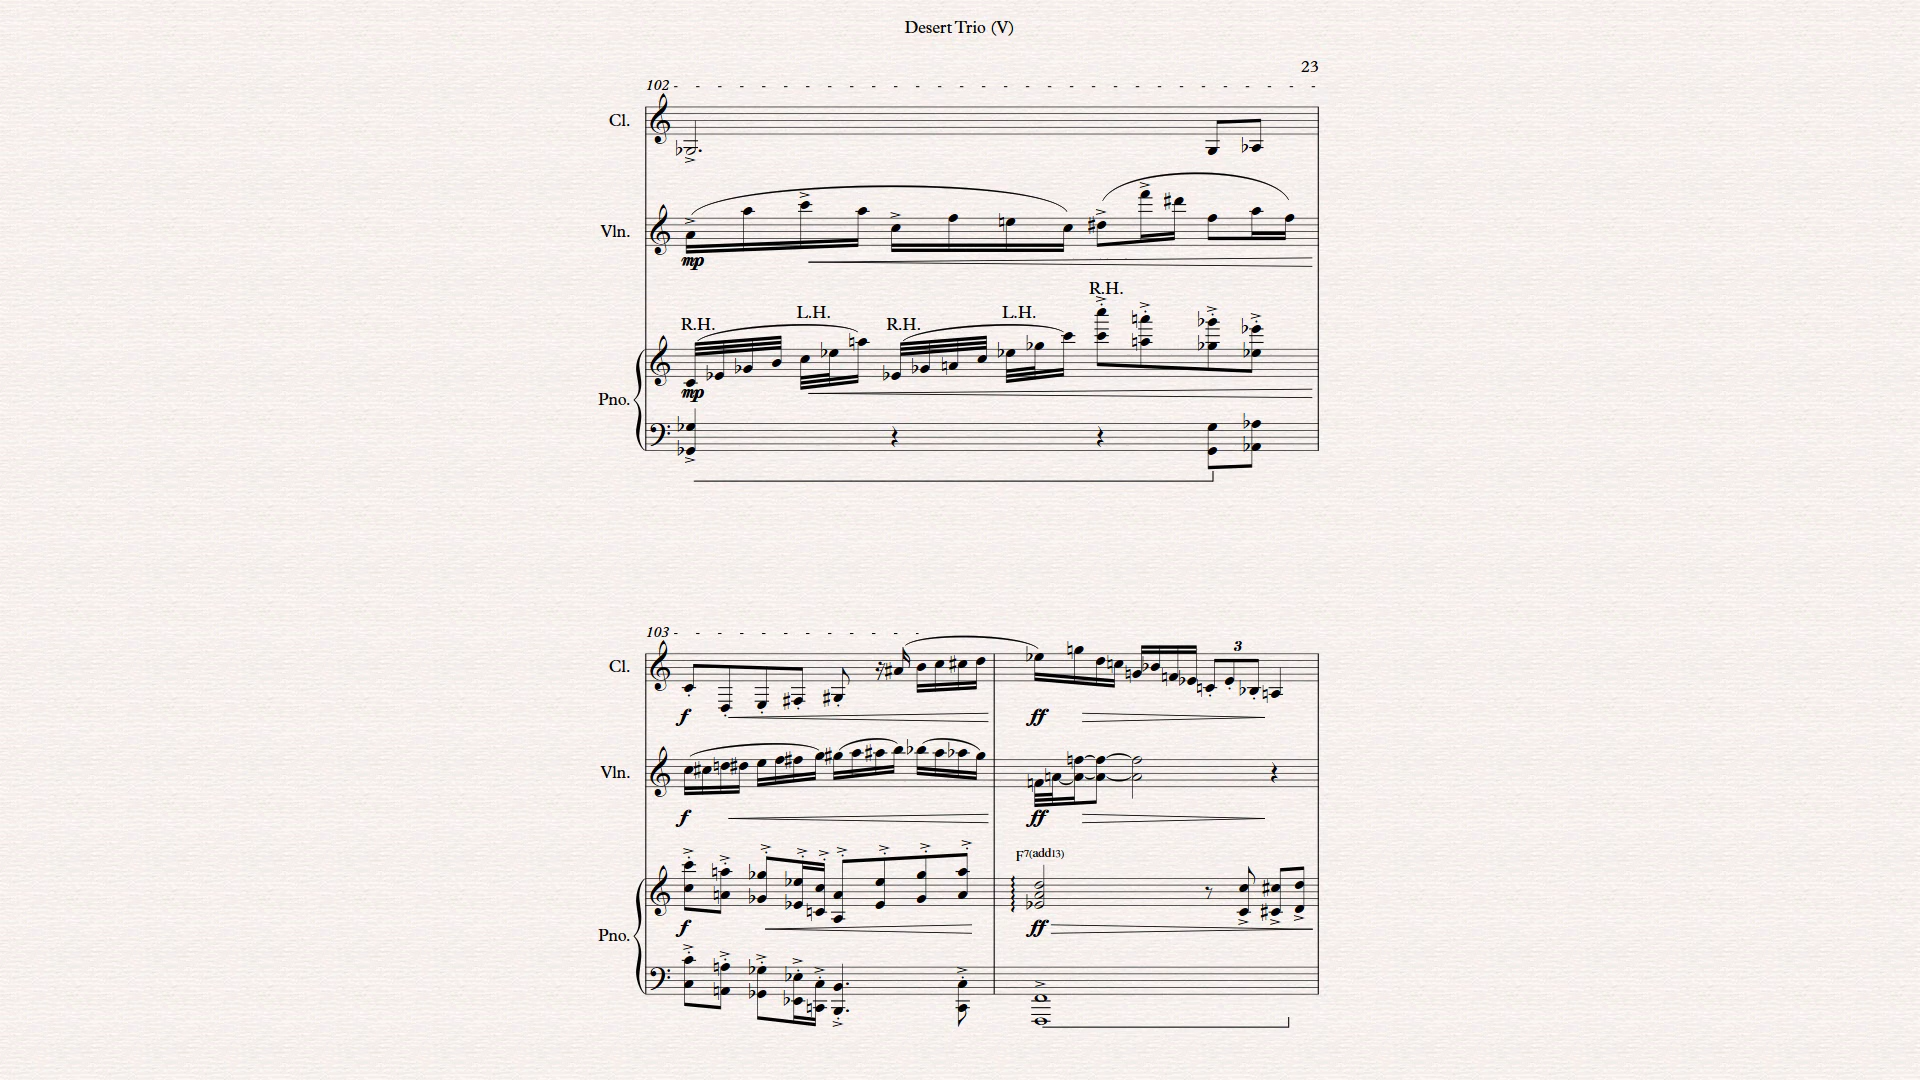 Desert Trio (V)
23
102
Cl.
Vln.
mp
R.H.
R.H. L.H. R.H. L.H.
mp
Pno.
103
3
Cl.
f ff
Vln.
f ff
F7(add13)
f ff
Pno.